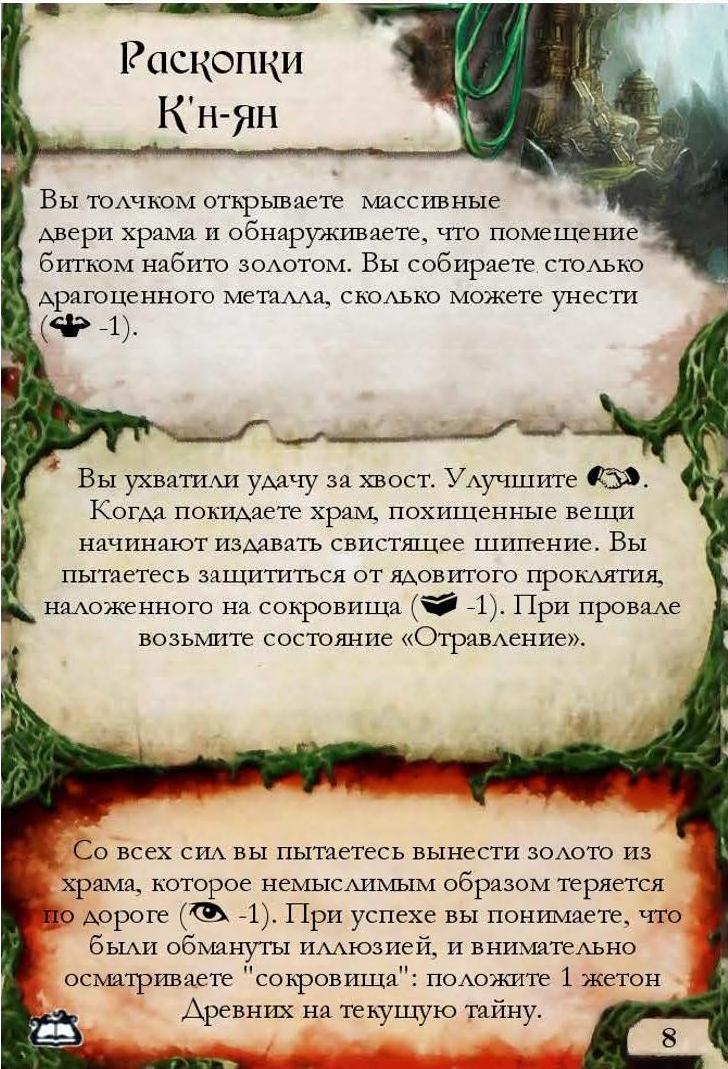 Раскопки
К'н-ян
Вы толчком открываете массивные
двери храма и обнаруживаете, что помещение
битком набито золотом. Вы собираете столько
драгоценного металла, сколько можете унести
( -1).
Вы ухватили удачу за хвост. Улучшите .
Когда покидаете храм, похищенные вещи
начинают издавать свистящее шипение. Вы
пытаетесь защититься от ядовитого проклятия,
наложенного на сокровища ( -1). При провале
возьмите состояние «Отравление».
Со всех сил вы пытаетесь вынести золото из
храма, которое немыслимым образом теряется
по дороге ( -1). При успехе вы понимаете, что
были обмануты иллюзией, и внимательно
осматриваете "сокровища": положите 1 жетон
Древних на текущую тайну.
8